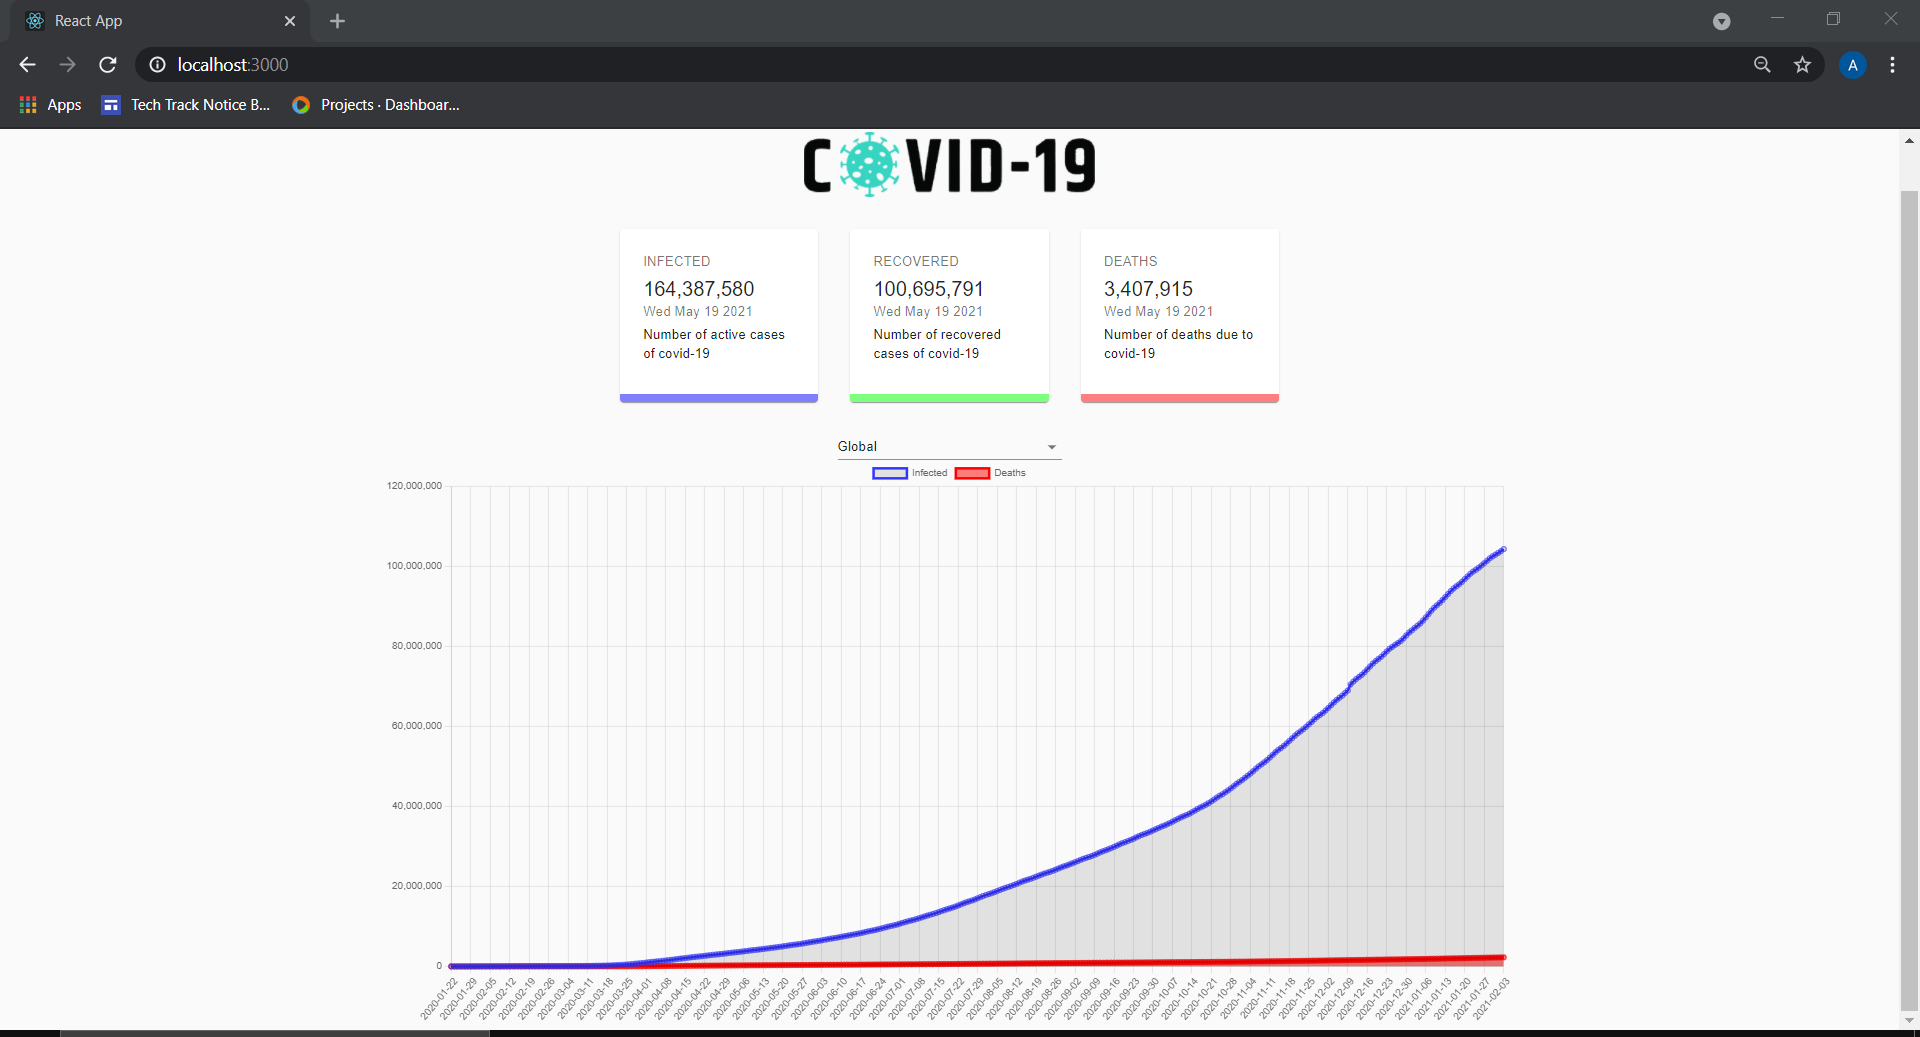 React App
localhost:3000
A
Apps
Tech Track Notice B...
Projects · Dashboar...
COVID-19
INFECTED
164,387,580
Wed May 19 2021
Number of active cases
of covid-19
RECOVERED
100,695,791
Wed May 19 2021
Number of recovered
cases of covid-19
DEATHS
3,407,915
Wed May 19 2021
Number of deaths due to
covid-19
Global
Infected
Deaths
120,000,000
100,000,000
80,000,000
60,000,000
40,000,000
20,000,000
0
2020-01-22
2020-01-29
2020-02-05
2020-02-12
2020-02-19
2020-02-26
2020-03-04
2020-03-11
2020-03-18
2020-03-25
2020-04-01
2020-04-08
2020-04-15
2020-04-22
2020-04-29
2020-05-06
2020-05-13
2020-05-20
2020-05-27
2020-06-03
2020-06-10
2020-06-17
2020-06-24
2020-07-01
2020-07-08
2020-07-15
2020-07-22
2020-07-29
2020-08-05
2020-08-12
2020-08-19
2020-08-26
2020-09-02
2020-09-09
2020-09-16
2020-09-23
2020-09-30
2020-10-07
2020-10-14
2020-10-21
2020-10-28
2020-11-04
2020-11-11
2020-11-18
2020-11-25
2020-12-02
2020-12-09
2020-12-16
2020-12-23
2020-12-30
2021-01-06
2021-01-13
2021-01-20
2021-01-27
2021-02-03